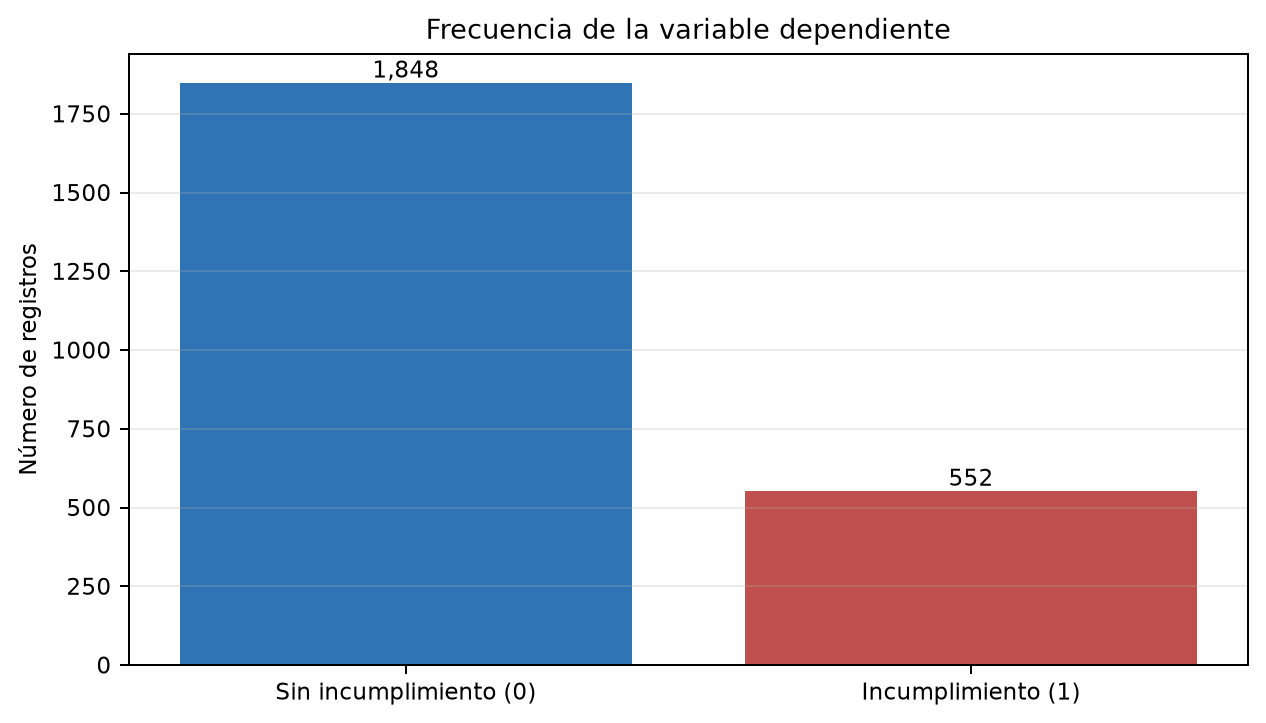 Frecuencia de la variable dependiente
Número de registros
1750
1500
1250
1000
750
500
250
0
1,848
552
Sin incumplimiento (0)
Incumplimiento (1)